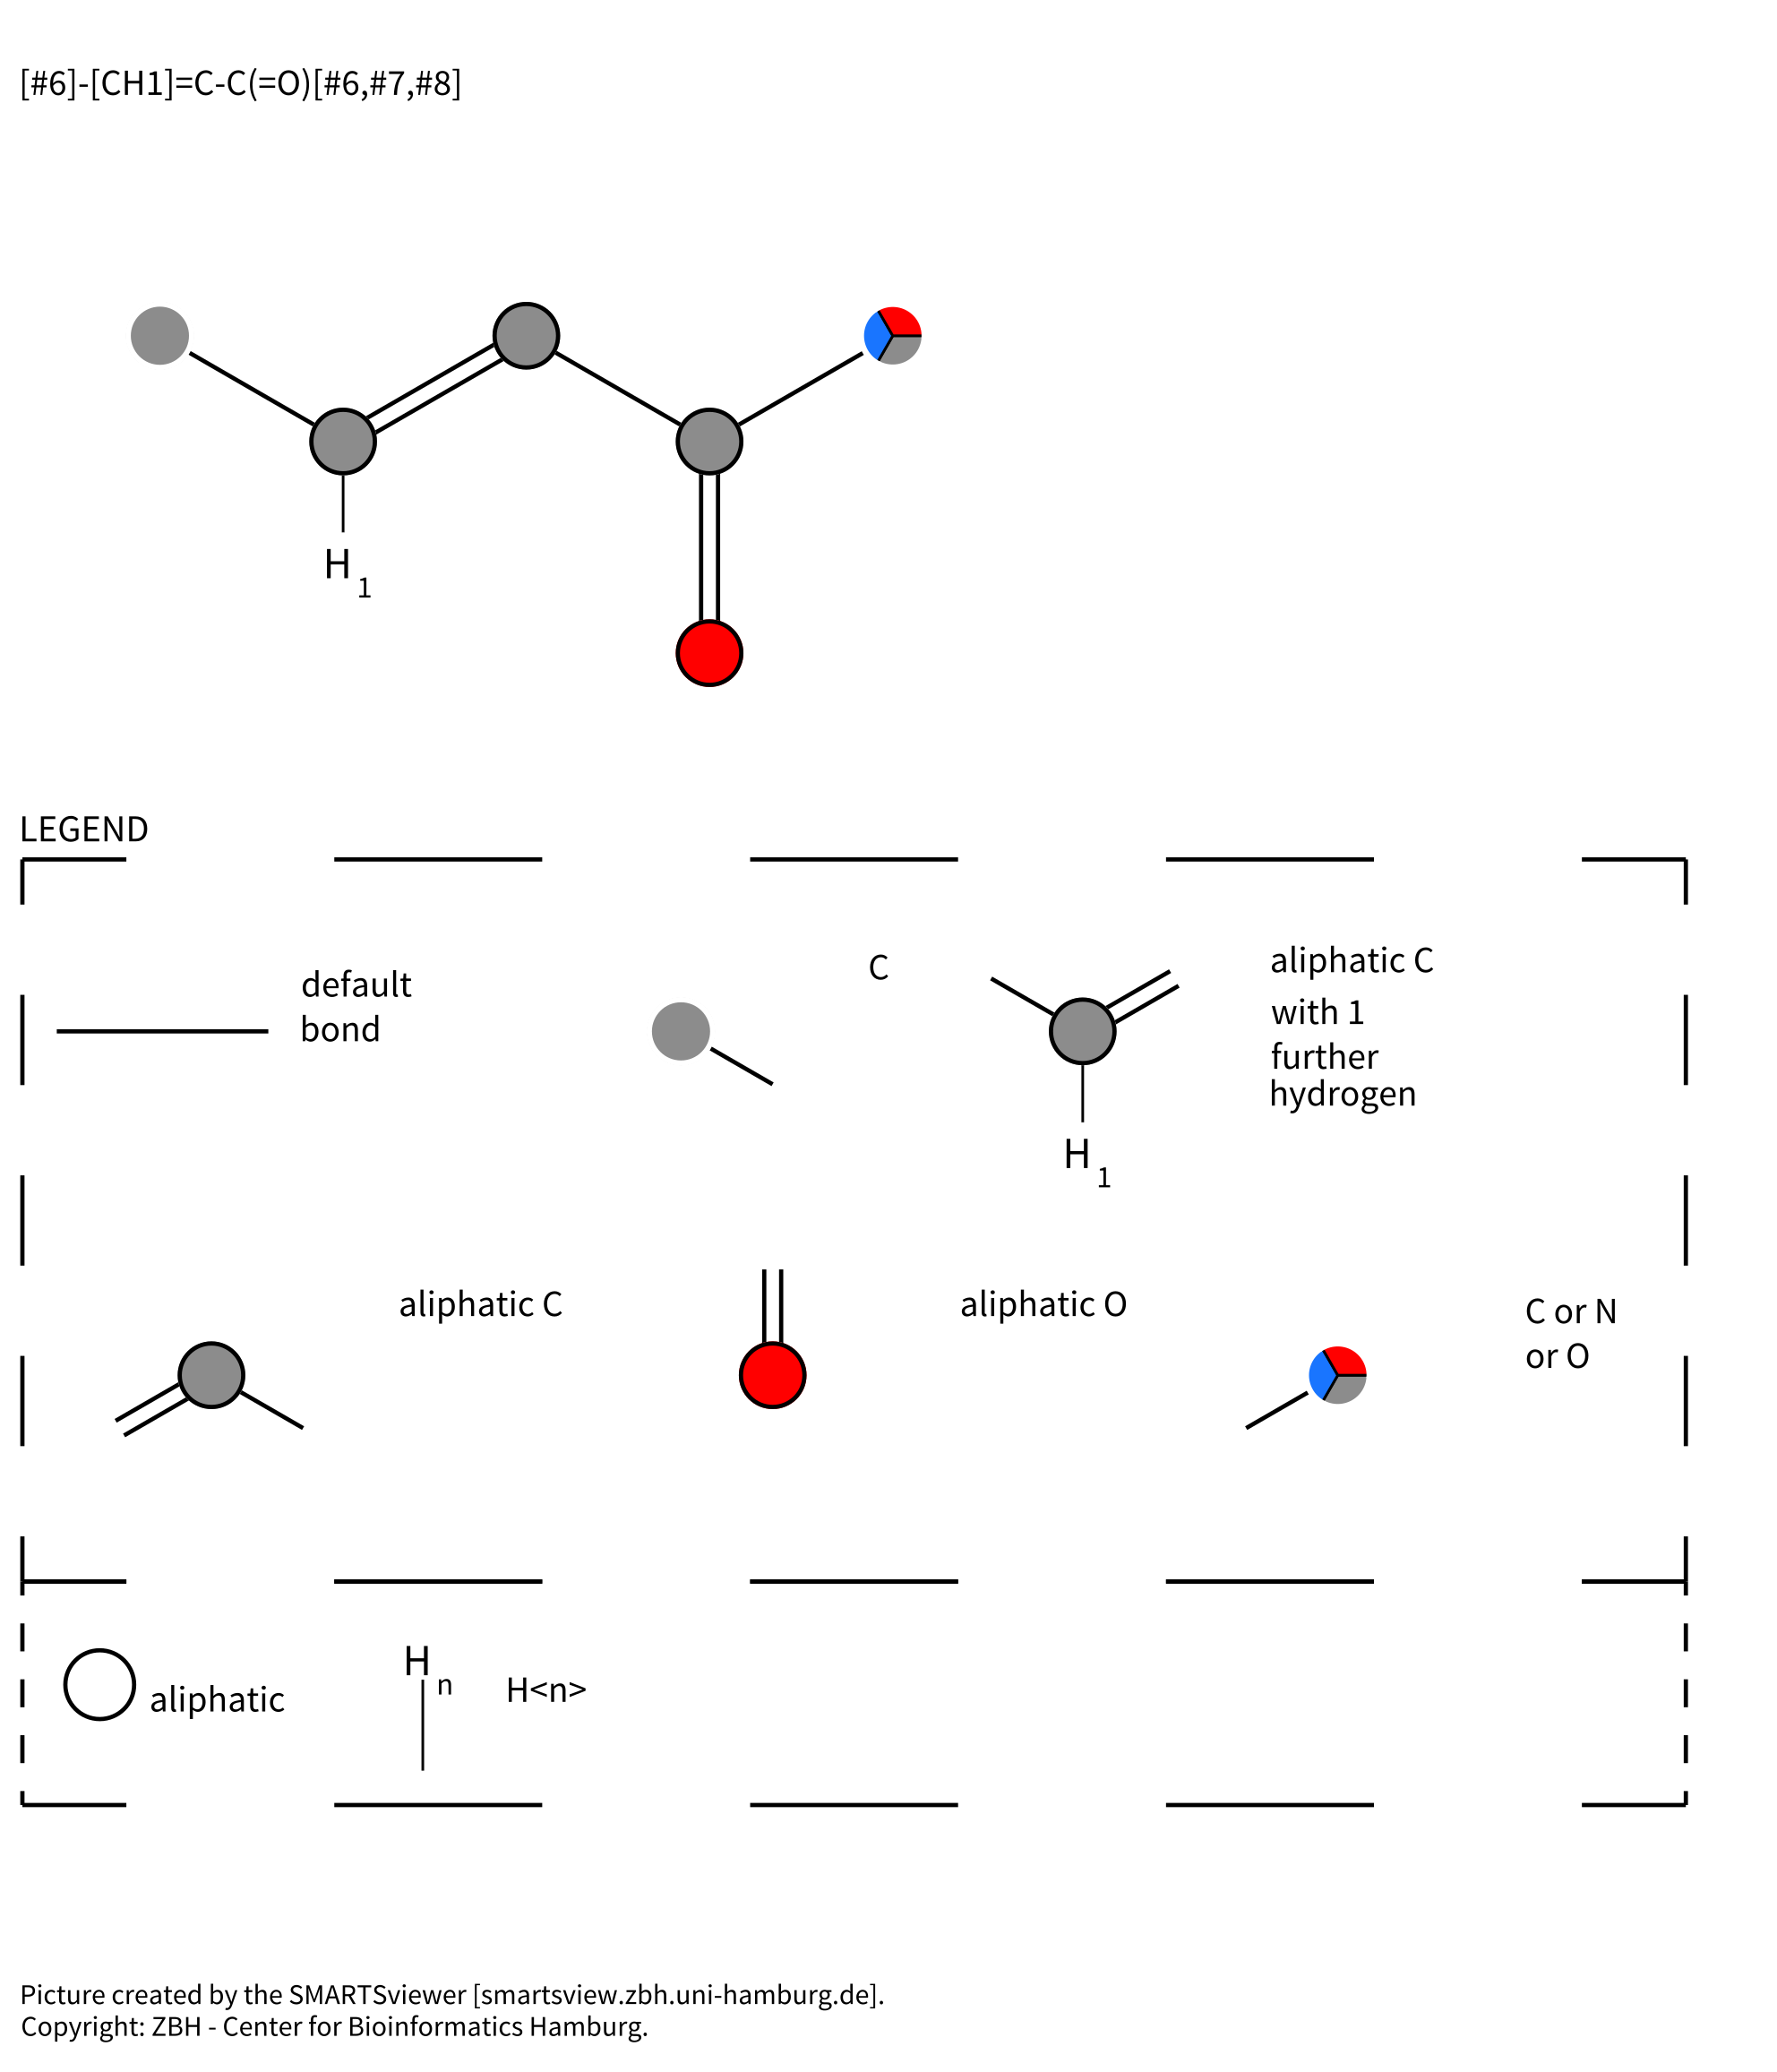 [#6]-[CH1]=C-C(=O)[#6,#7,#8]
H 1
LEGEND
default
bond
C
aliphatic C
with 1
further
hydrogen
H 1
aliphatic C
aliphatic O
C or N
or O
aliphatic
H n
H<n>
Picture created by the SMARTSviewer [smartsview.zbh.uni-hamburg.de].
Copyright: ZBH - Center for Bioinformatics Hamburg.